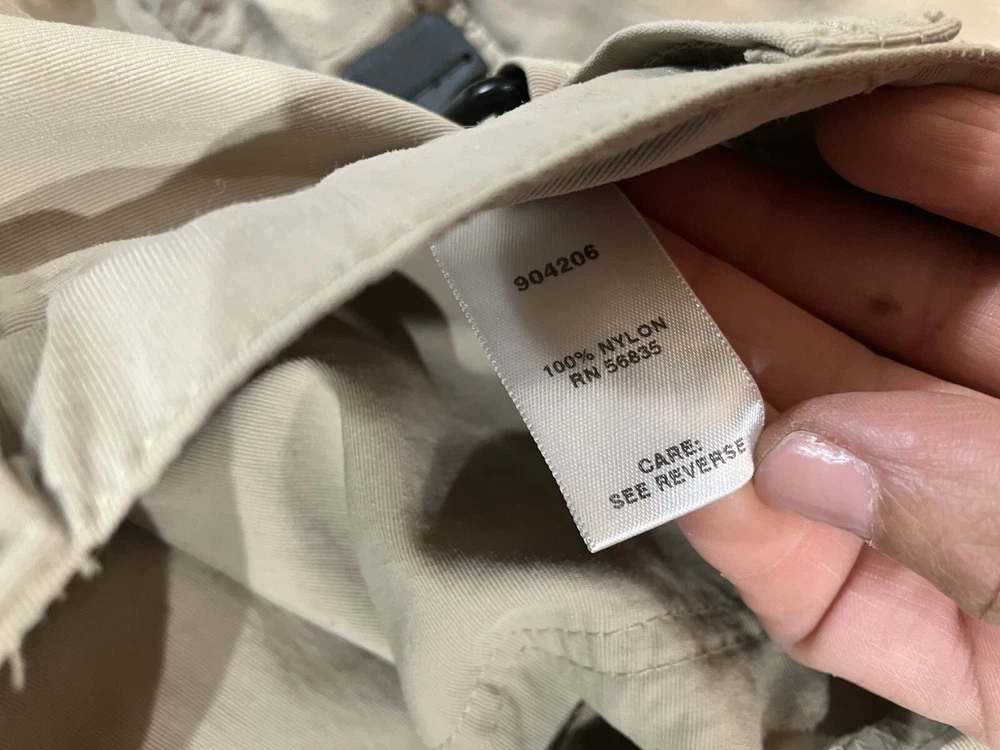 904206
100% NYLON
RN 56835
CARE:
SEE REVERSE